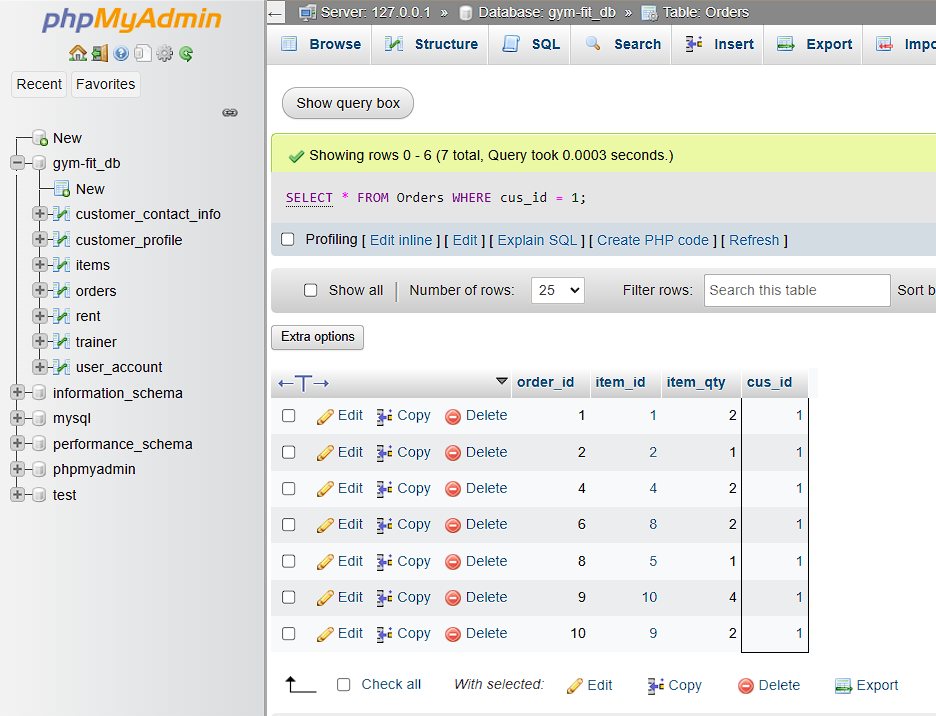 phpMyAdmin
Recent Favorites
New
gym-fit_db
New
customer_contact_info
customer_profile
items
orders
rent
trainer
user_account
information_schema
mysql
performance_schema
phpmyadmin
test
← Server: 127.0.0.1 » Database: gym-fit_db » Table: Orders
Browse Structure SQL Search Insert Export Impo
Show query box
Showing rows 0 - 6 (7 total, Query took 0.0003 seconds.)
SELECT * FROM Orders WHERE cus_id = 1;
Profiling [ Edit inline ] [ Edit ] [ Explain SQL ] [ Create PHP code ] [ Refresh ]
Show all | Number of rows: 25 Filter rows: Search this table Sort b
Extra options
←T→ order_id item_id item_qty cus_id
Edit Copy Delete 1 1 2 1
Edit Copy Delete 2 2 1 1
Edit Copy Delete 4 4 2 1
Edit Copy Delete 6 8 2 1
Edit Copy Delete 8 5 1 1
Edit Copy Delete 9 10 4 1
Edit Copy Delete 10 9 2 1
Check all With selected: Edit Copy Delete Export